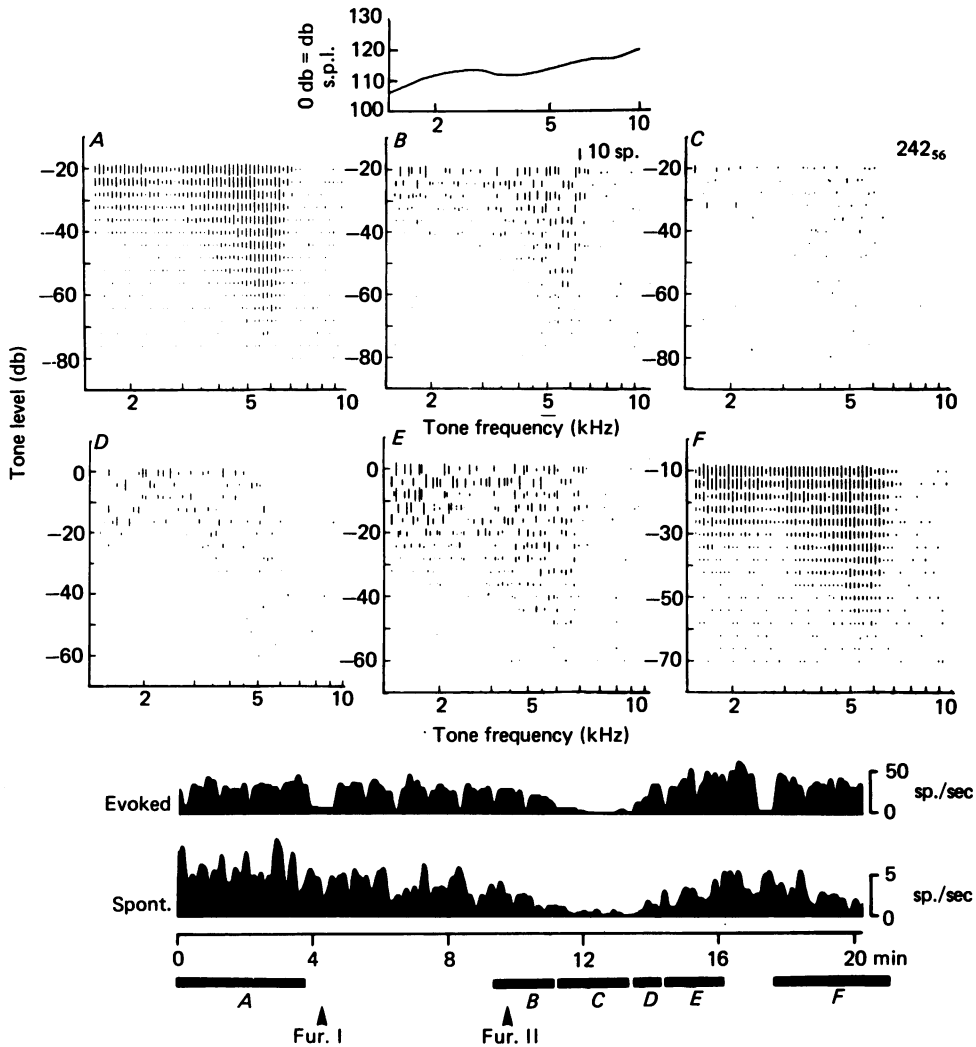 130
120
110
100
0 db = db
s.p.l.
2 5 10
A
B
10 sp.
C
242₅₆
−20
−40
−60
−80
2 5 10
−20
−40
−60
−80
2 5 10
−20
−40
−60
−80
2 5 10
Tone level (db)
Tone frequency (kHz)
D
E
F
0
−20
−40
−60
2 5 10
0
−20
−40
−60
2 5 10
−10
−30
−50
−70
2 5 10
Tone frequency (kHz)
Evoked
50
0
sp./sec
Spont.
5
0
sp./sec
0 4 8 12 16 20 min
A B C D E F
Fur. I Fur. II